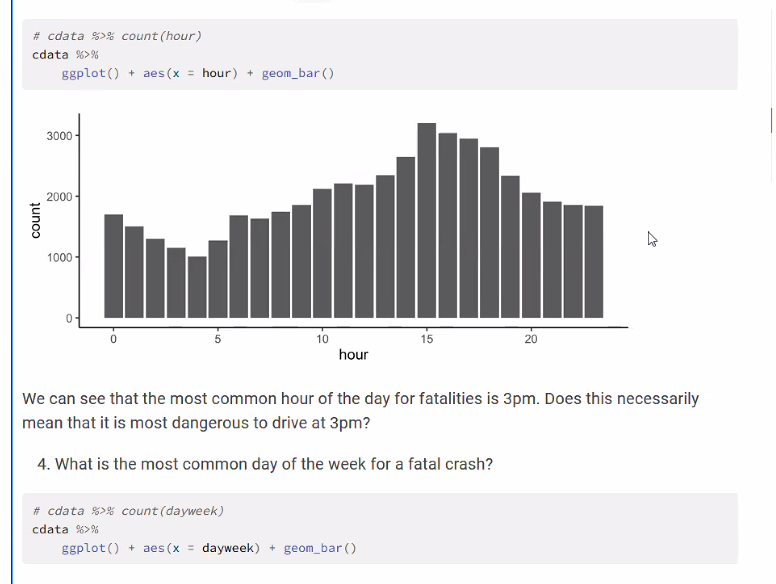 # cdata %>% count(hour)
cdata %>%
    ggplot() + aes(x = hour) + geom_bar()
3000
2000
1000
0
count
0 5 10 15 20
hour
We can see that the most common hour of the day for fatalities is 3pm. Does this necessarily
mean that it is most dangerous to drive at 3pm?
4. What is the most common day of the week for a fatal crash?
# cdata %>% count(dayweek)
cdata %>%
    ggplot() + aes(x = dayweek) + geom_bar()